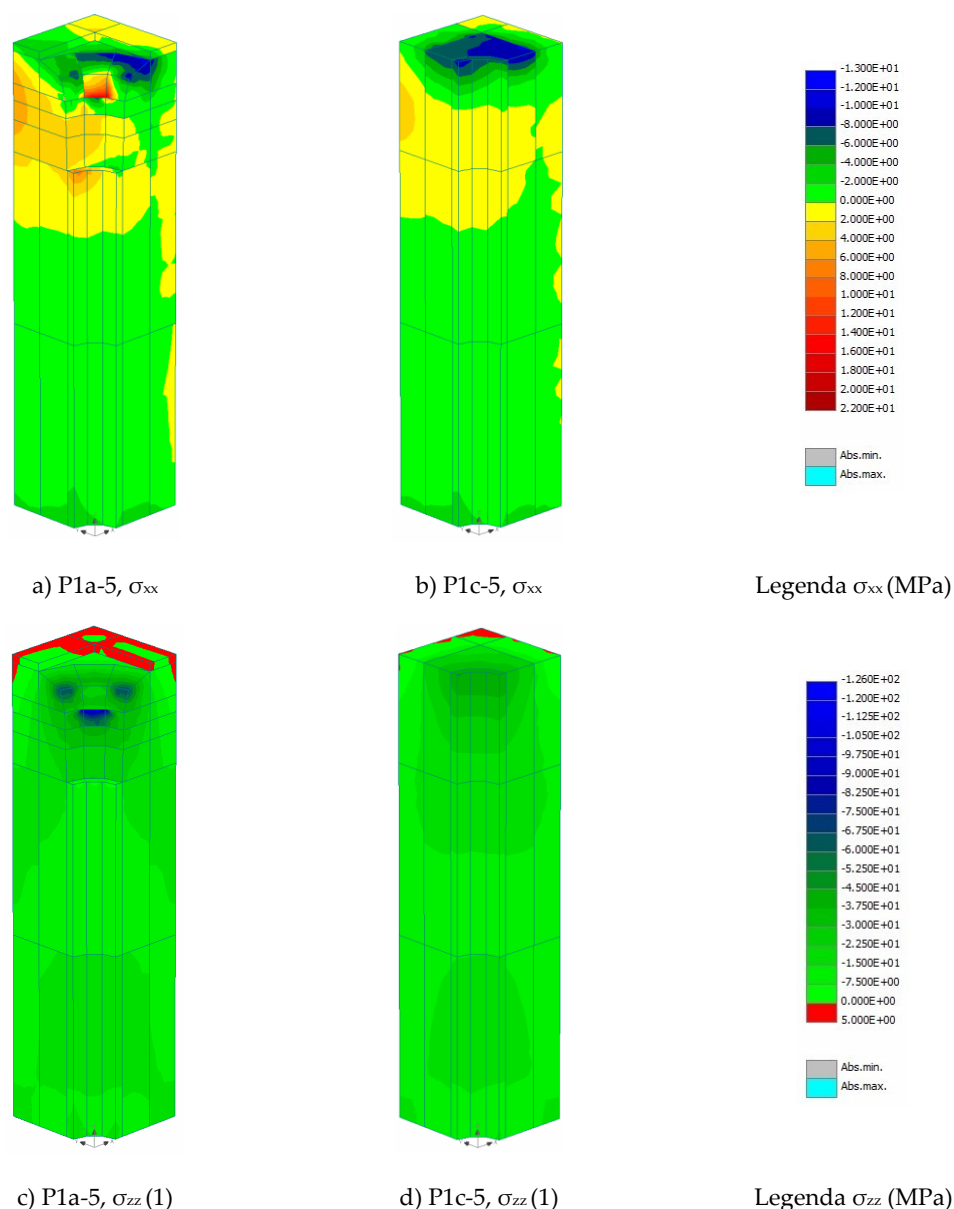 -1.300E+01
-1.200E+01
-1.000E+01
-8.000E+00
-6.000E+00
-4.000E+00
-2.000E+00
0.000E+00
2.000E+00
4.000E+00
6.000E+00
8.000E+00
1.000E+01
1.200E+01
1.400E+01
1.600E+01
1.800E+01
2.000E+01
2.200E+01
Abs.min.
Abs.max.
a) P1a-5, σxx
b) P1c-5, σxx
Legenda σxx (MPa)
-1.260E+02
-1.200E+02
-1.125E+02
-1.050E+02
-9.750E+01
-9.000E+01
-8.250E+01
-7.500E+01
-6.750E+01
-6.000E+01
-5.250E+01
-4.500E+01
-3.750E+01
-3.000E+01
-2.250E+01
-1.500E+01
-7.500E+00
0.000E+00
5.000E+00
Abs.min.
Abs.max.
c) P1a-5, σzz (1)
d) P1c-5, σzz (1)
Legenda σzz (MPa)